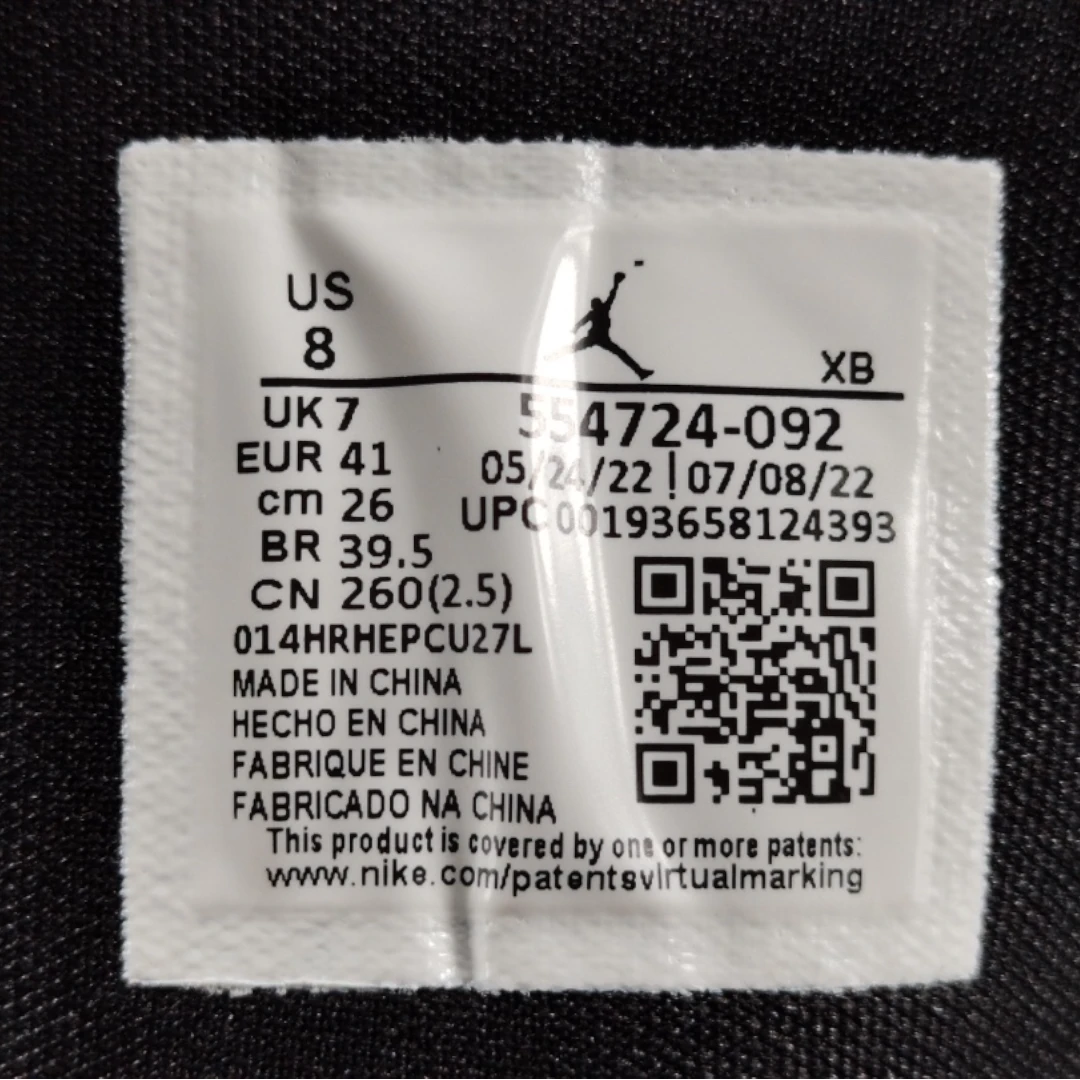 US
8
XB
UK 7
554724-092
EUR 41
05/24/22 | 07/08/22
cm 26
UPC 00193658124393
BR 39.5
CN 260(2.5)
014HRHEPCU27L
MADE IN CHINA
HECHO EN CHINA
FABRIQUE EN CHINE
FABRICADO NA CHINA
This product is covered by one or more patents:
www.nike.com/patentsvirtualmarking